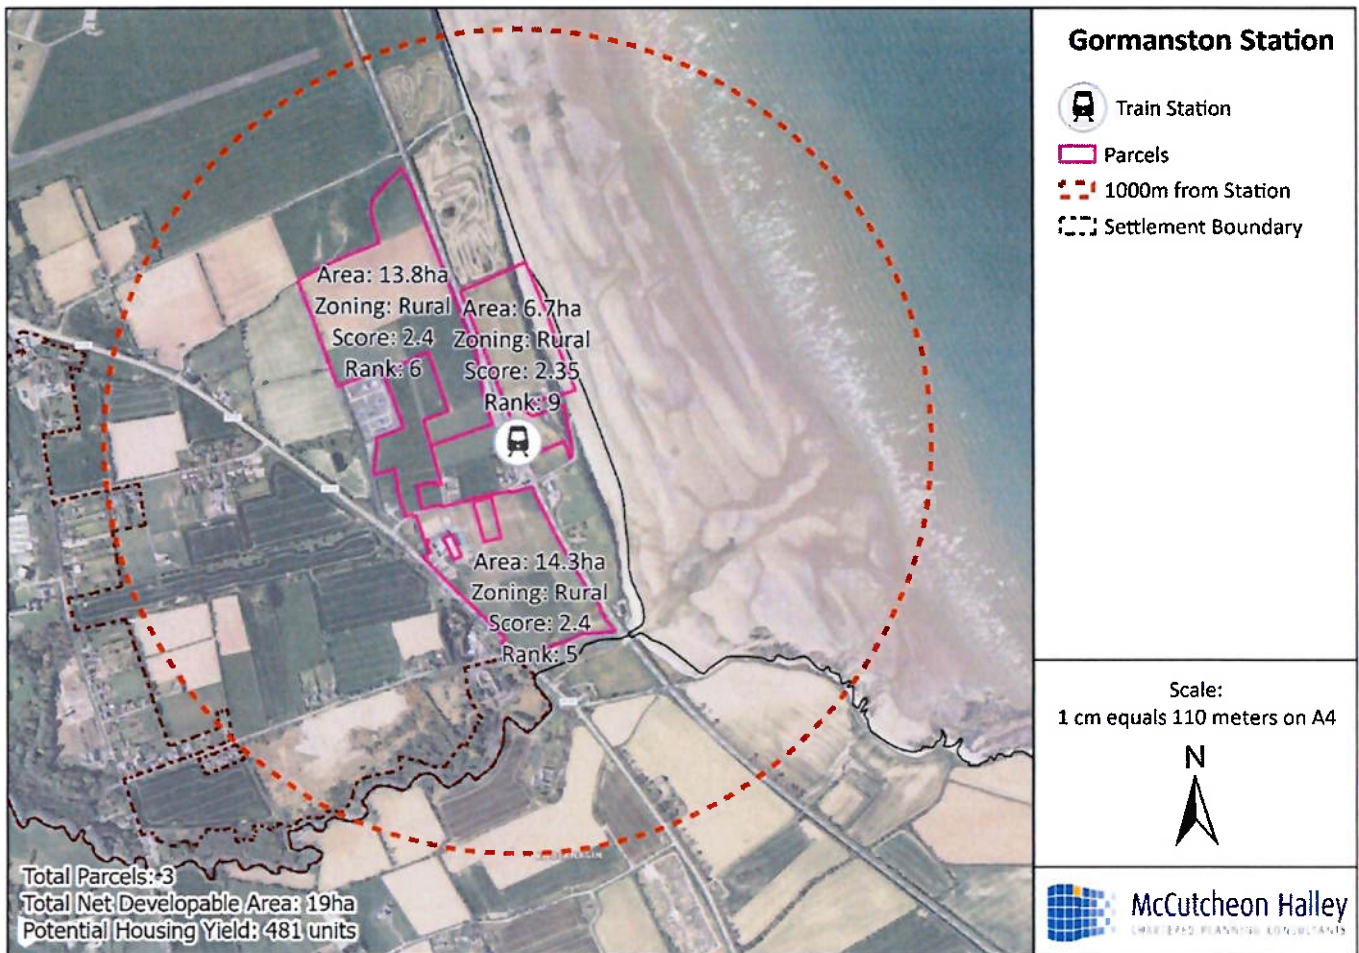 Gormanston Station
Train Station
Parcels
1000m from Station
Settlement Boundary
Area: 13.8ha
Zoning: Rural
Score: 2.4
Rank: 6
Area: 6.7ha
Zoning: Rural
Score: 2.35
Rank: 9
Area: 14.3ha
Zoning: Rural
Score: 2.4
Rank: 5
Total Parcels: 3
Total Net Developable Area: 19ha
Potential Housing Yield: 481 units
Scale:
1 cm equals 110 meters on A4
N
McCutcheon Halley
CHARTERED PLANNING CONSULTANTS